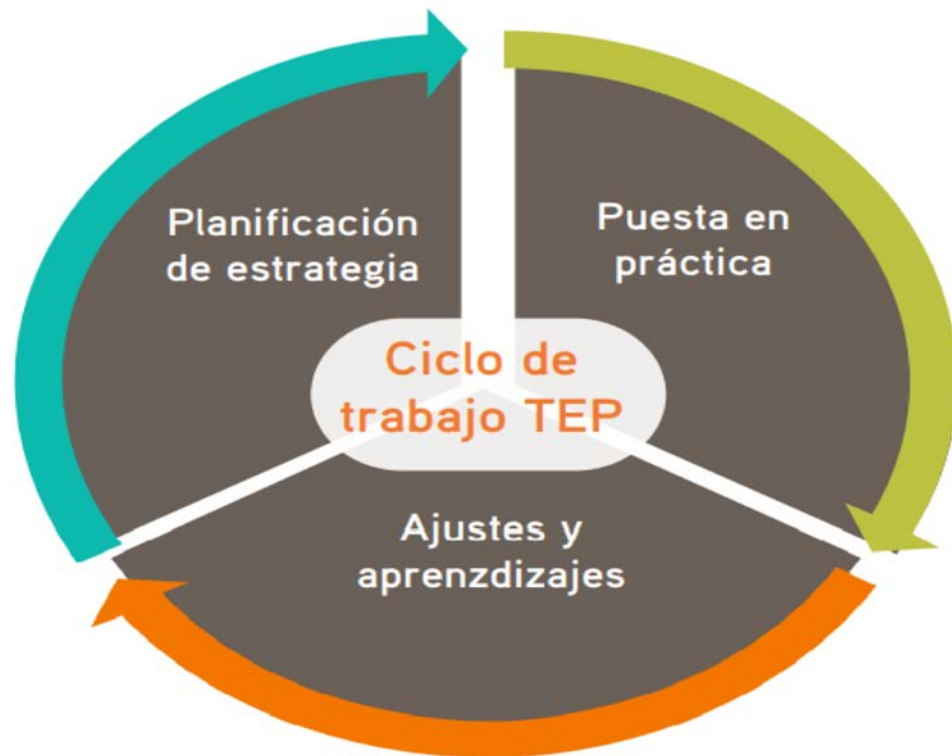 Planificación
de estrategia
Puesta en
práctica
Ciclo de
trabajo TEP
Ajustes y
aprenzdizajes